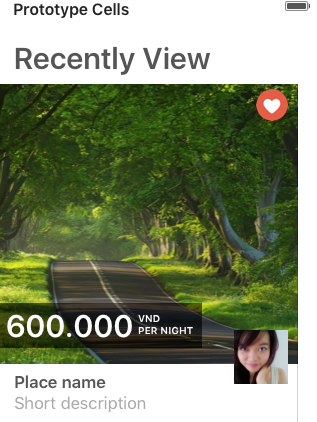 Prototype Cells
Recently View
600.000 VND
PER NIGHT
Place name
Short description